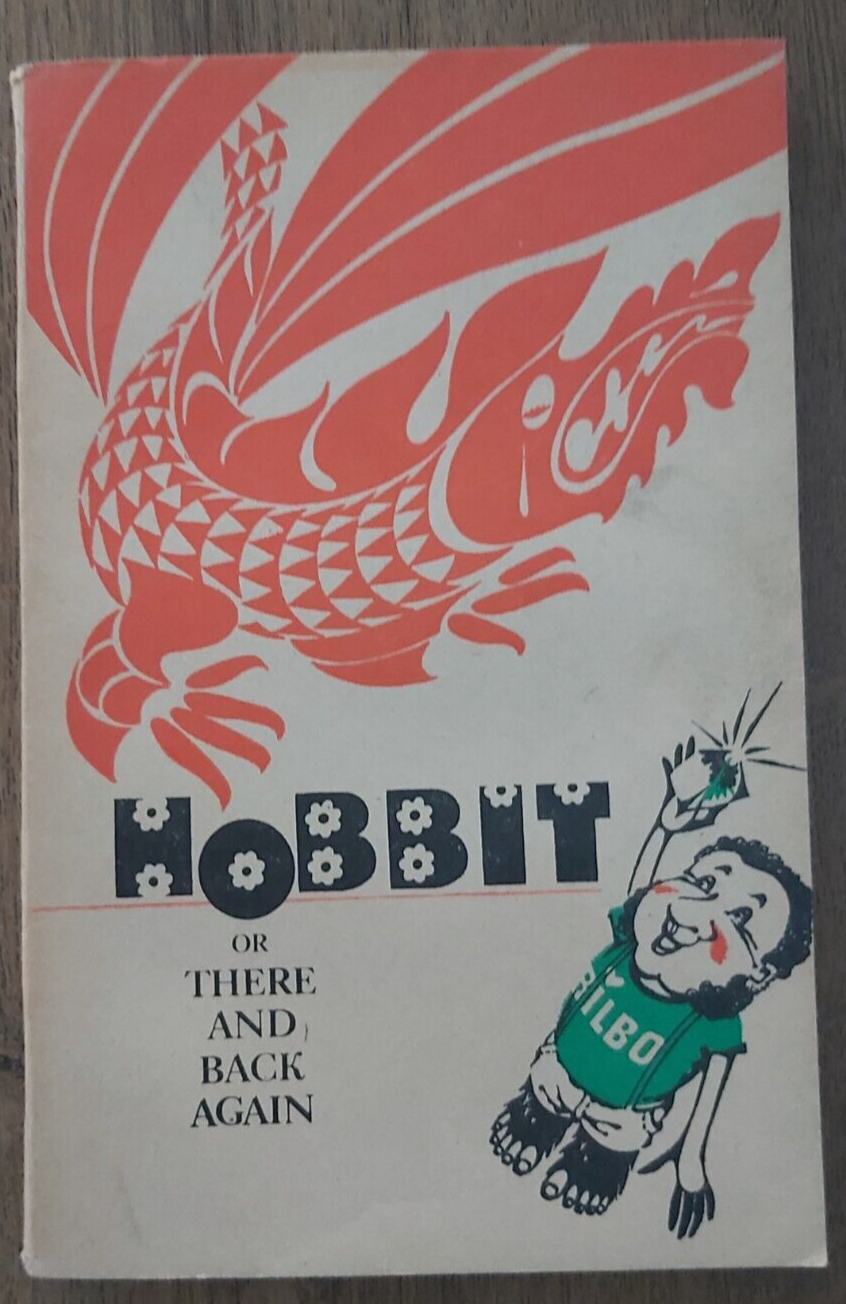 HOBBIT
OR
THERE
AND
BACK
AGAIN
BILBO